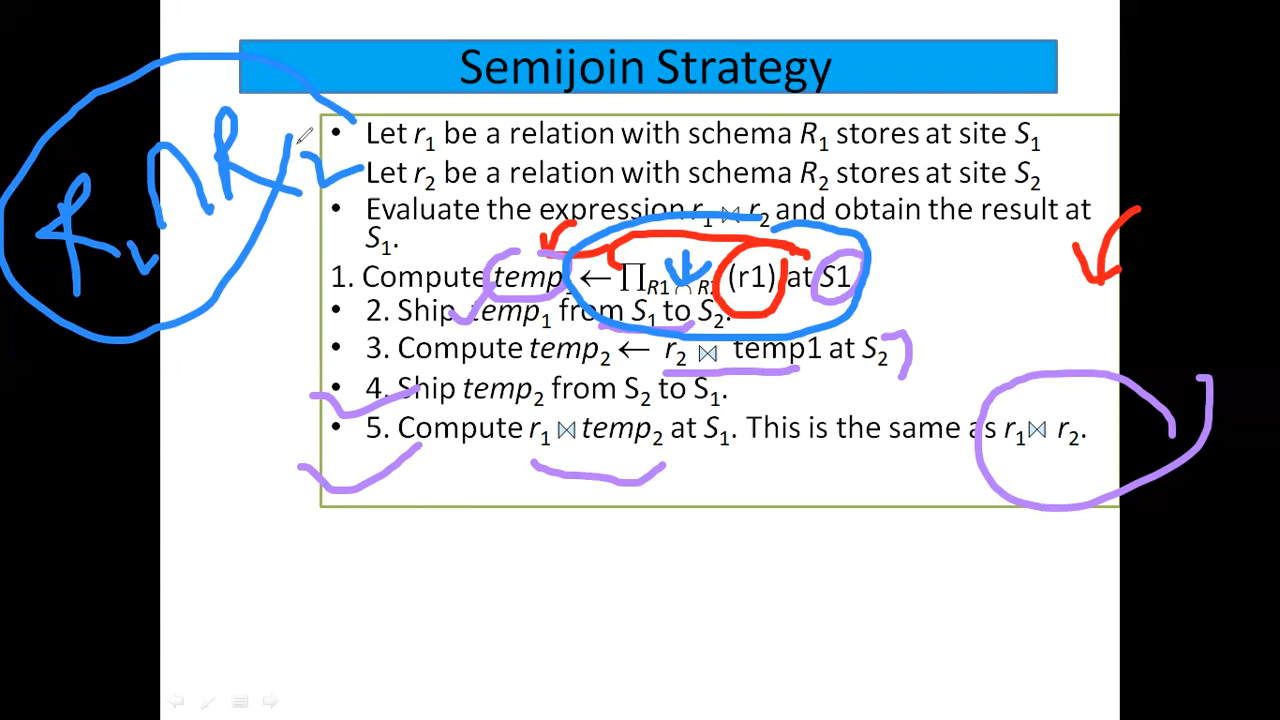 Semijoin Strategy
• Let r1 be a relation with schema R1 stores at site S1
Let r2 be a relation with schema R2 stores at site S2
• Evaluate the expression r1 ⋈ r2 and obtain the result at
S1.
1. Compute temp1 ← ∏R1 ∩ R2 (r1) at S1
• 2. Ship temp1 from S1 to S2.
• 3. Compute temp2 ← r2 ⋈ temp1 at S2
• 4. Ship temp2 from S2 to S1.
• 5. Compute r1 ⋈ temp2 at S1. This is the same as r1 ⋈ r2.